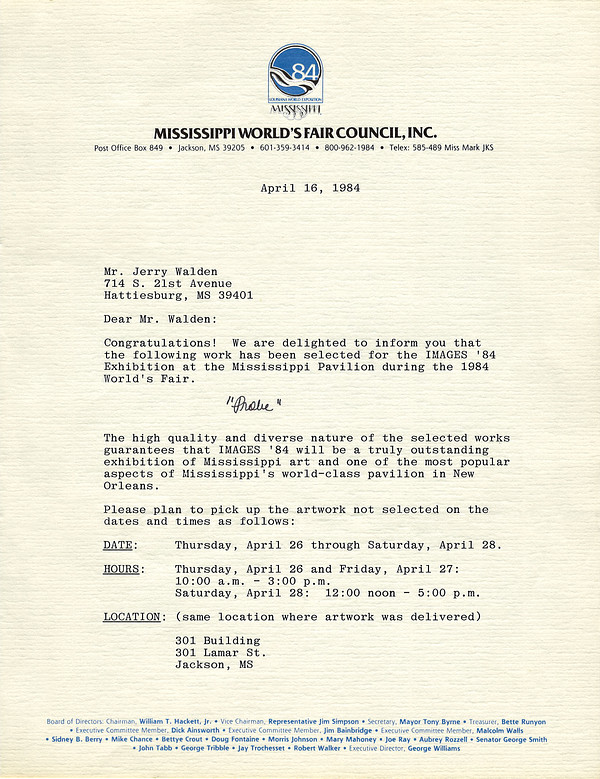 84
LOUISIANA WORLD EXPOSITION
MISSISSIPPI
MISSISSIPPI WORLD'S FAIR COUNCIL, INC.
Post Office Box 849 • Jackson, MS 39205 • 601-359-3414 • 800-962-1984 • Telex: 585-489 Miss Mark JKS
April 16, 1984
Mr. Jerry Walden
714 S. 21st Avenue
Hattiesburg, MS 39401
Dear Mr. Walden:
Congratulations! We are delighted to inform you that
the following work has been selected for the IMAGES '84
Exhibition at the Mississippi Pavilion during the 1984
World's Fair.
"Probe"
The high quality and diverse nature of the selected works
guarantees that IMAGES '84 will be a truly outstanding
exhibition of Mississippi art and one of the most popular
aspects of Mississippi's world-class pavilion in New
Orleans.
Please plan to pick up the artwork not selected on the
dates and times as follows:
DATE: Thursday, April 26 through Saturday, April 28.
HOURS: Thursday, April 26 and Friday, April 27:
10:00 a.m. - 3:00 p.m.
Saturday, April 28: 12:00 noon - 5:00 p.m.
LOCATION: (same location where artwork was delivered)
301 Building
301 Lamar St.
Jackson, MS
Board of Directors: Chairman, William T. Hackett, Jr. • Vice Chairman, Representative Jim Simpson • Secretary, Mayor Tony Byrne • Treasurer, Bette Runyon
• Executive Committee Member, Dick Ainsworth • Executive Committee Member, Jim Bainbridge • Executive Committee Member, Malcolm Walls
• Sidney B. Berry • Mike Chance • Bettye Crout • Doug Fontaine • Morris Johnson • Mary Mahoney • Joe Ray • Aubrey Rozzell • Senator George Smith
• John Tabb • George Tribble • Jay Trochesset • Robert Walker • Executive Director, George Williams